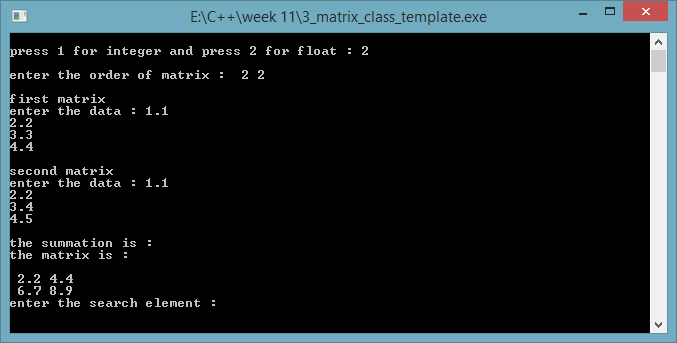 E:\C++\week 11\3_matrix_class_template.exe
press 1 for integer and press 2 for float : 2
enter the order of matrix :  2 2
first matrix
enter the data : 1.1
2.2
3.3
4.4
second matrix
enter the data : 1.1
2.2
3.4
4.5
the summation is :
the matrix is :
2.2 4.4
6.7 8.9
enter the search element :